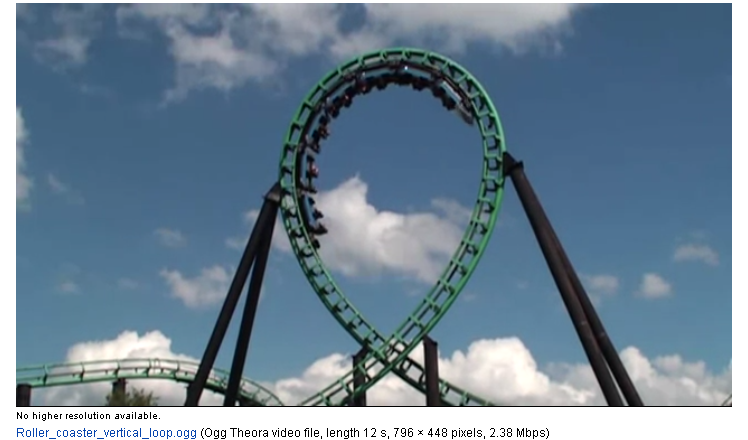 No higher resolution available.
Roller_coaster_vertical_loop.ogg (Ogg Theora video file, length 12 s, 796 × 448 pixels, 2.38 Mbps)